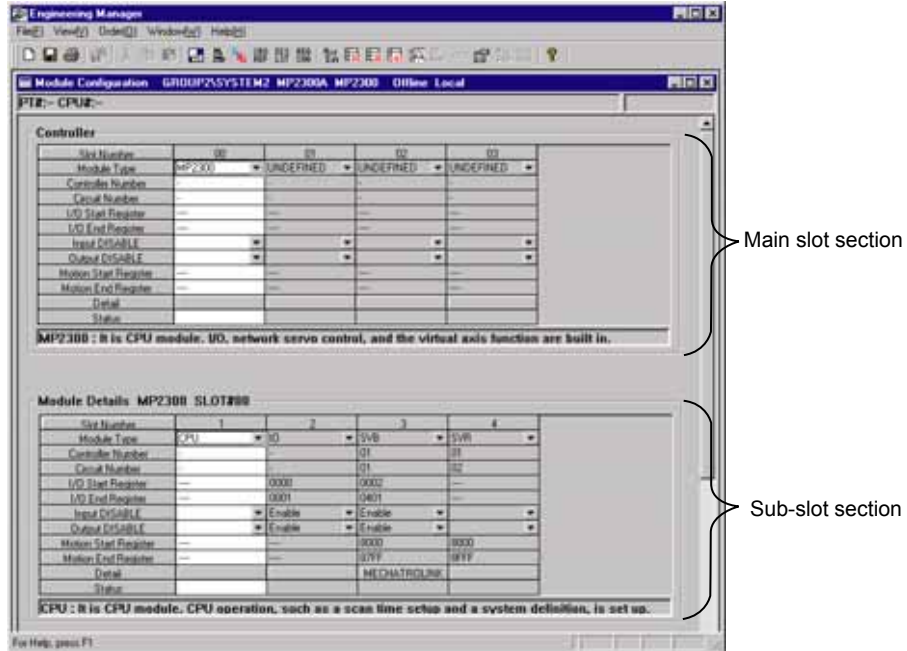 Engineering Manager
File(F) View(V) Order(O) Window(W) Help(H)
Module Configuration GROUP2\SYSTEM2 MP2300A MP2300 Offline Local
PT#:- CPU#:-
Controller
Slot Number 00 01 02 03
Module Type MP2300 UNDEFINED UNDEFINED UNDEFINED
Controller Number - - - -
Circuit Number - - - -
I/O Start Register ---- ---- ---- ----
I/O End Register ---- ---- ---- ----
Input DISABLE
Output DISABLE
Motion Start Register ---- ---- ---- ----
Motion End Register ---- ---- ---- ----
Detail
Status
MP2300 : It is CPU module. I/O, network servo control, and the virtual axis function are built in.
Main slot section
Module Details MP2300 SLOT#00
Slot Number 1 2 3 4
Module Type CPU IO SVB SVR
Controller Number - - 01 01
Circuit Number - - 01 02
I/O Start Register ---- 0000 0002 ----
I/O End Register ---- 0001 0401 ----
Input DISABLE Enable Enable
Output DISABLE Enable Enable
Motion Start Register ---- ---- 8000 8800
Motion End Register ---- ---- 87FF 8FFF
Detail MECHATROLINK
Status
CPU : It is CPU module. CPU operation, such as a scan time setup and a system definition, is set up.
Sub-slot section
For Help, press F1